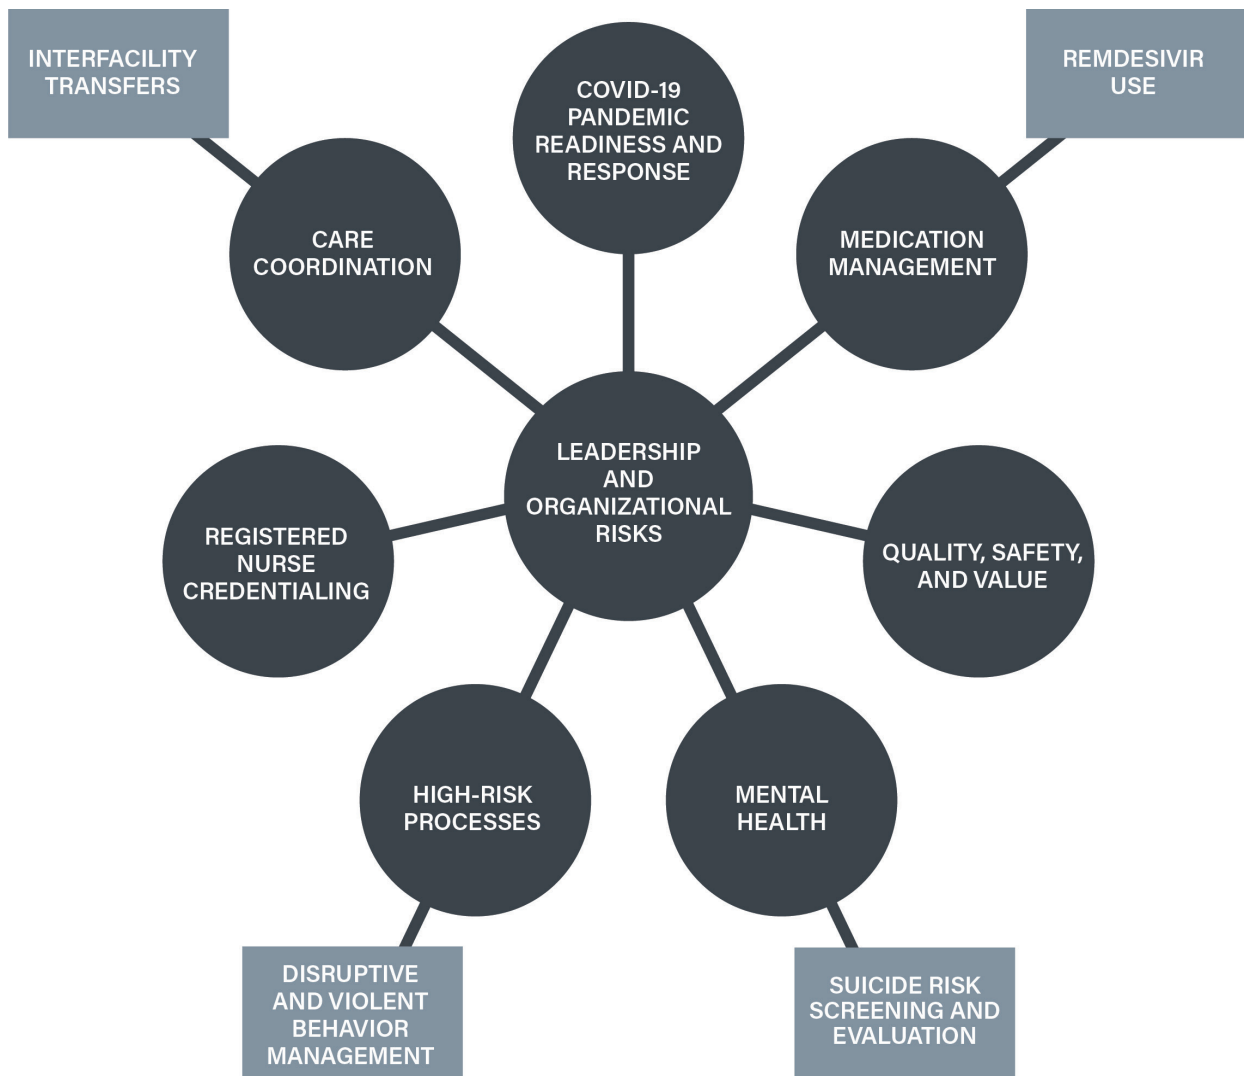 INTERFACILITY
TRANSFERS
COVID-19
PANDEMIC
READINESS AND
RESPONSE
REMDESIVIR
USE
CARE
COORDINATION
MEDICATION
MANAGEMENT
LEADERSHIP
AND
ORGANIZATIONAL
RISKS
REGISTERED
NURSE
CREDENTIALING
QUALITY, SAFETY,
AND VALUE
HIGH-RISK
PROCESSES
MENTAL
HEALTH
DISRUPTIVE
AND VIOLENT
BEHAVIOR
MANAGEMENT
SUICIDE RISK
SCREENING AND
EVALUATION